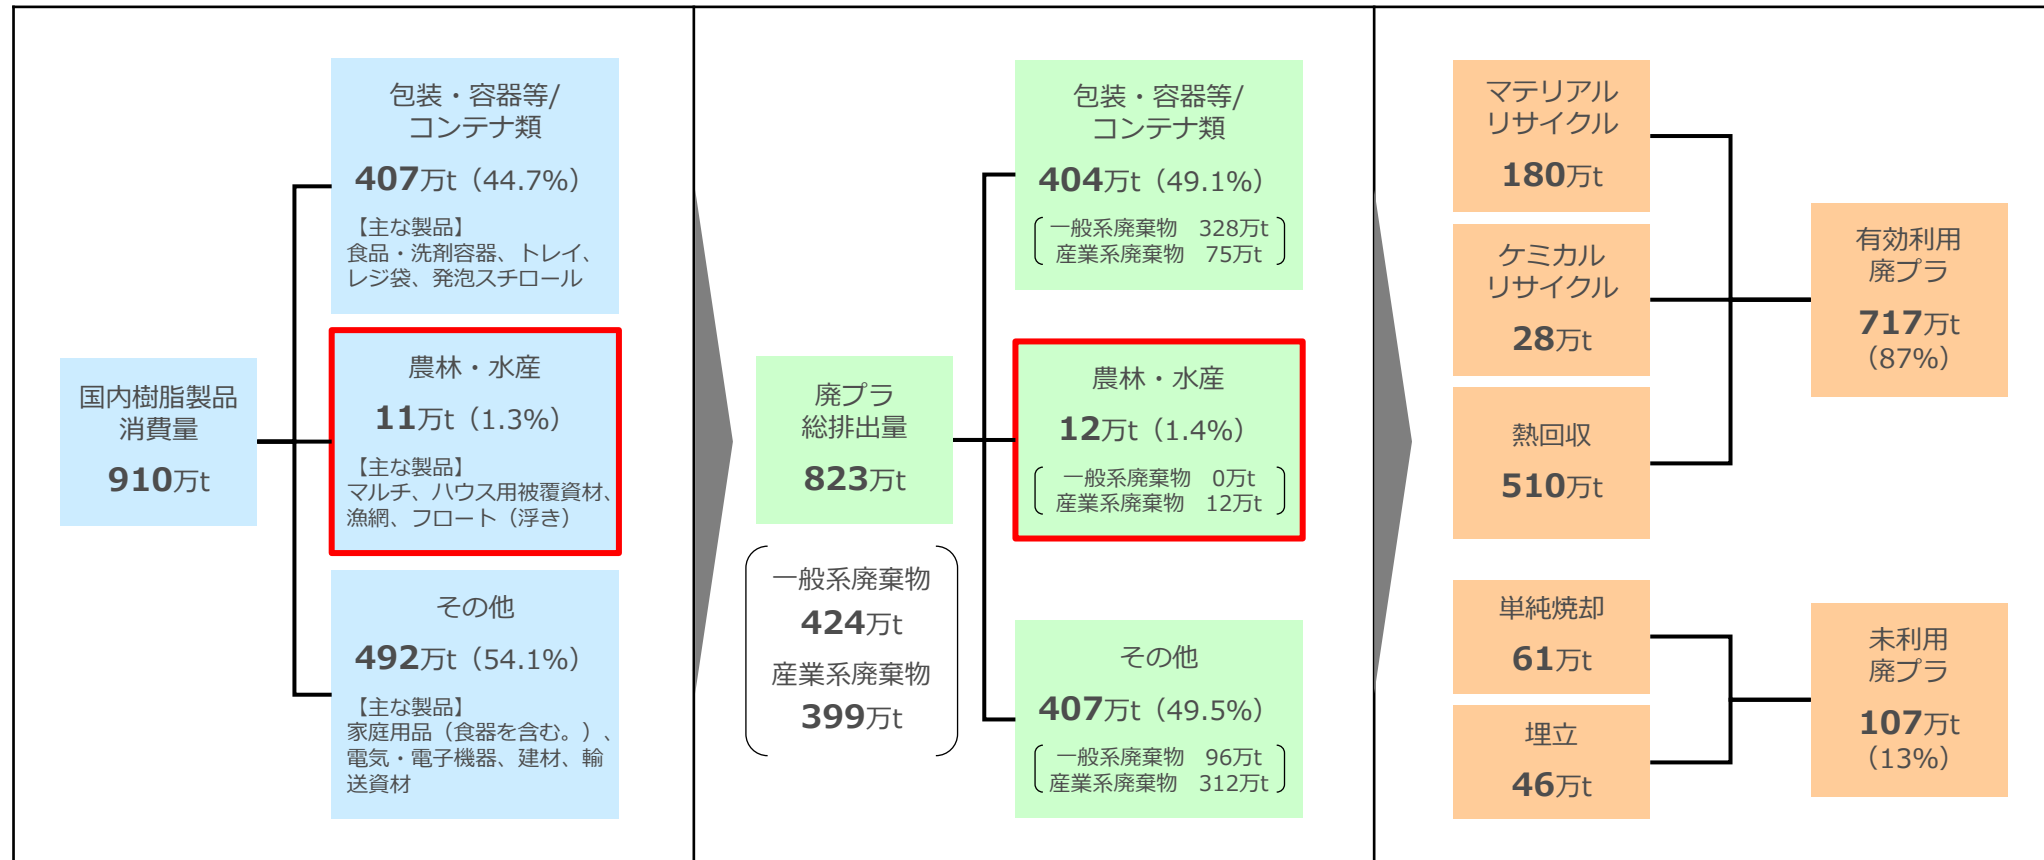 国内樹脂製品
消費量
910万t
包装・容器等/
コンテナ類
407万t（44.7%）
【主な製品】
食品・洗剤容器、トレイ、
レジ袋、発泡スチロール
農林・水産
11万t（1.3%）
【主な製品】
マルチ、ハウス用被覆資材、
漁網、フロート（浮き）
その他
492万t（54.1%）
【主な製品】
家庭用品（食器を含む。）、
電気・電子機器、建材、輸
送資材
廃プラ
総排出量
823万t
一般系廃棄物
424万t
産業系廃棄物
399万t
包装・容器等/
コンテナ類
404万t（49.1%）
一般系廃棄物　328万t
産業系廃棄物　75万t
農林・水産
12万t（1.4%）
一般系廃棄物　0万t
産業系廃棄物　12万t
その他
407万t（49.5%）
一般系廃棄物　96万t
産業系廃棄物　312万t
マテリアル
リサイクル
180万t
ケミカル
リサイクル
28万t
熱回収
510万t
有効利用
廃プラ
717万t
（87%）
単純焼却
61万t
埋立
46万t
未利用
廃プラ
107万t
（13%）